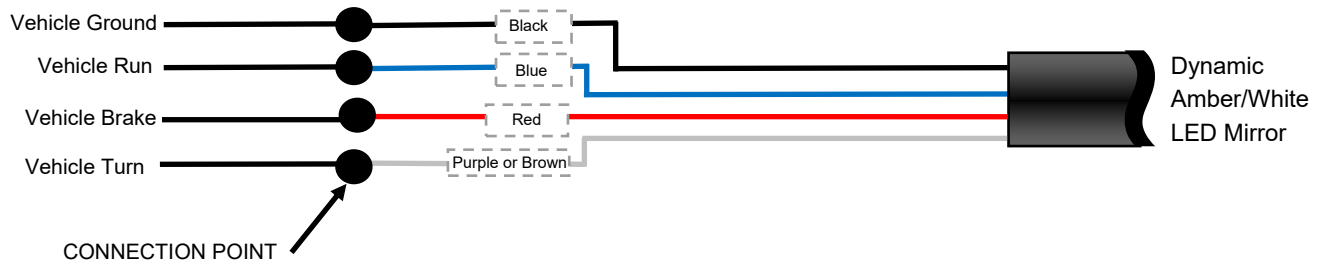 Vehicle Ground
Black
Vehicle Run
Blue
Vehicle Brake
Red
Vehicle Turn
Purple or Brown
Dynamic
Amber/White
LED Mirror
CONNECTION POINT